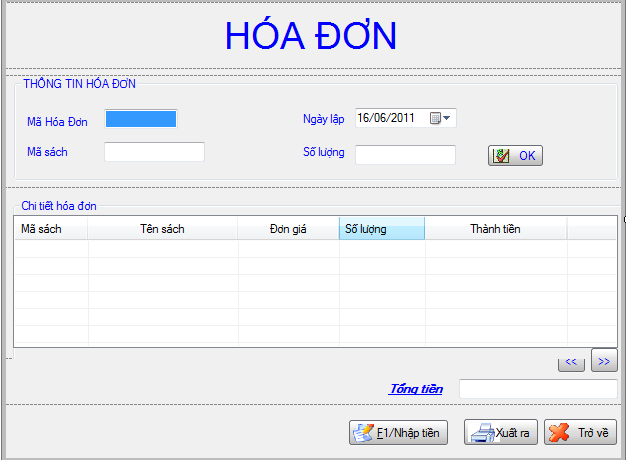 HÓA ĐƠN
THÔNG TIN HÓA ĐƠN
Mã Hóa Đơn
Ngày lập 16/06/2011
Mã sách
Số lượng
OK
Chi tiết hóa đơn
Mã sách Tên sách Đơn giá Số lượng Thành tiền
<< >>
Tổng tiền
F1/Nhập tiền Xuất ra Trở về